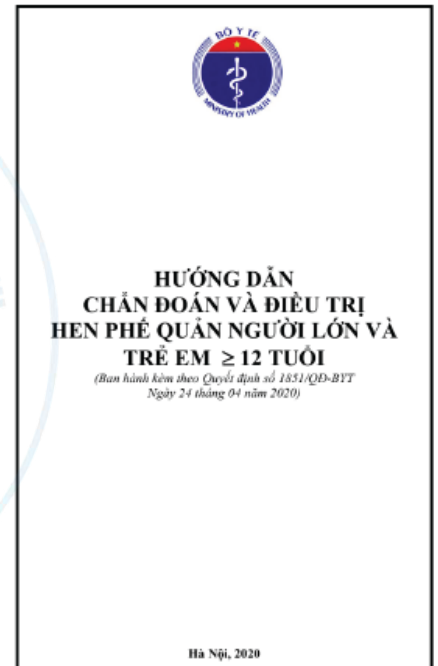 BỘ Y TẾ
MINISTRY OF HEALTH
HƯỚNG DẪN
CHẨN ĐOÁN VÀ ĐIỀU TRỊ
HEN PHẾ QUẢN NGƯỜI LỚN VÀ
TRẺ EM ≥ 12 TUỔI
(Ban hành kèm theo Quyết định số 1851/QĐ-BYT
Ngày 24 tháng 04 năm 2020)
Hà Nội, 2020